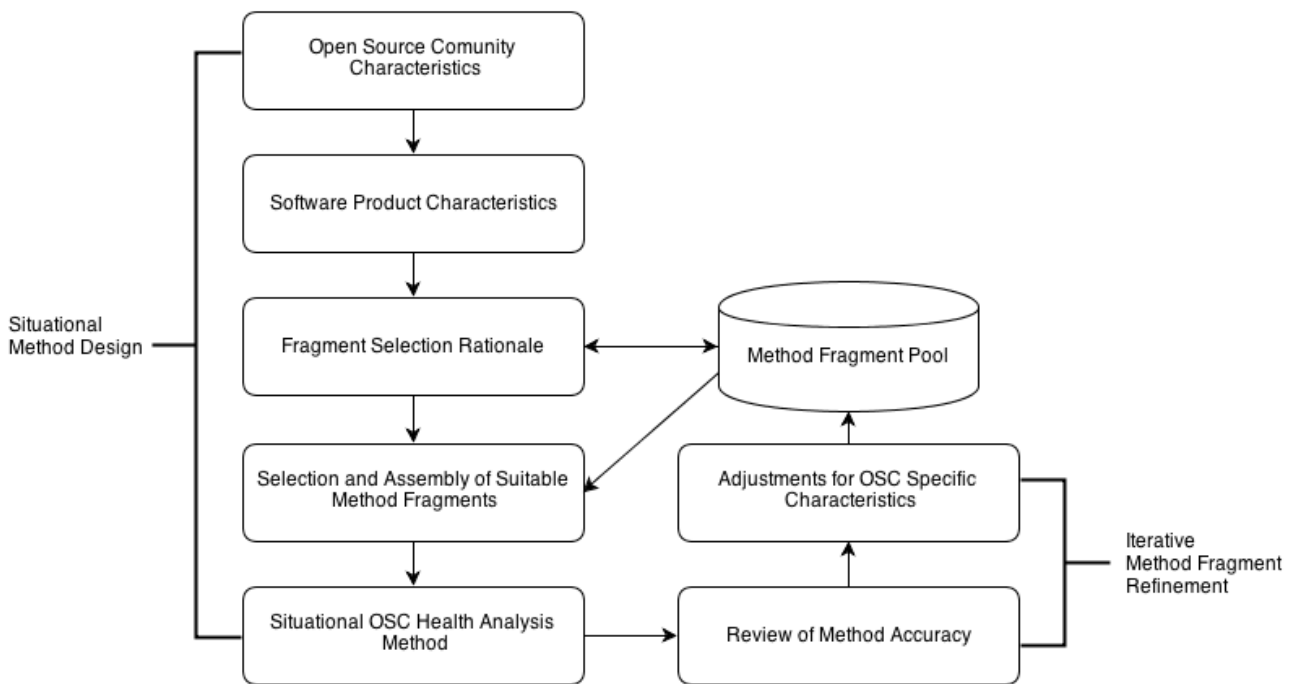 Open Source Comunity
Characteristics
Software Product Characteristics
Situational
Method Design
Fragment Selection Rationale
Method Fragment Pool
Selection and Assembly of Suitable
Method Fragments
Adjustments for OSC Specific
Characteristics
Iterative
Method Fragment
Refinement
Situational OSC Health Analysis
Method
Review of Method Accuracy